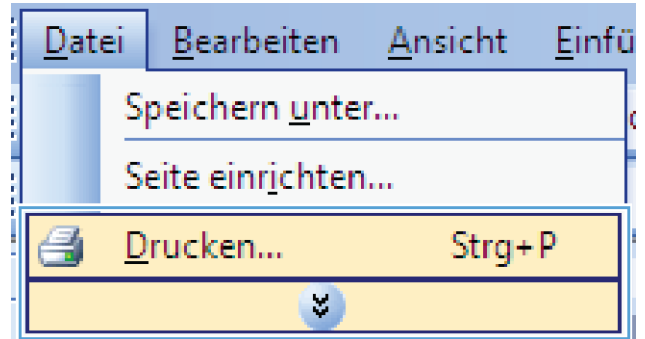 Datei Bearbeiten Ansicht Einfü
Speichern unter...
Seite einrichten...
Drucken... Strg+P